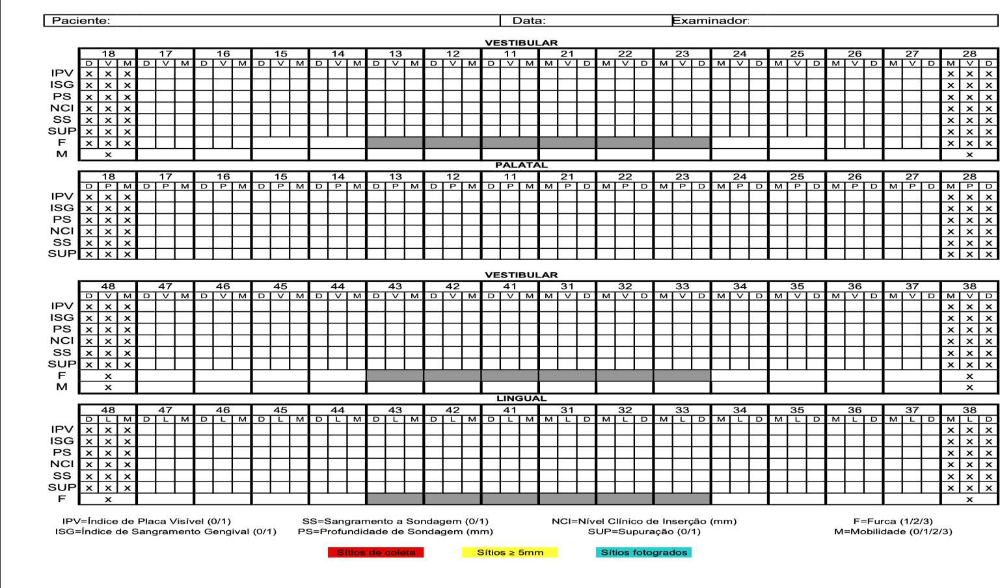 Paciente: Data: Examinador:
VESTIBULAR
18 17 16 15 14 13 12 11 21 22 23 24 25 26 27 28
D V M D V M D V M D V M D V M D V M D V M D V M M V D M V D M V D M V D M V D M V D M V D M V D
IPV x x x x x x
ISG x x x x x x
PS x x x x x x
NCI x x x x x x
SS x x x x x x
SUP x x x x x x
F x x x x x x
M x x
PALATAL
18 17 16 15 14 13 12 11 21 22 23 24 25 26 27 28
D P M D P M D P M D P M D P M D P M D P M D P M M P D M P D M P D M P D M P D M P D M P D M P D
IPV x x x x x x
ISG x x x x x x
PS x x x x x x
NCI x x x x x x
SS x x x x x x
SUP x x x x x x
VESTIBULAR
48 47 46 45 44 43 42 41 31 32 33 34 35 36 37 38
D V M D V M D V M D V M D V M D V M D V M D V M M V D M V D M V D M V D M V D M V D M V D M V D
IPV x x x x x x
ISG x x x x x x
PS x x x x x x
NCI x x x x x x
SS x x x x x x
SUP x x x x x x
F x x
M x x
LINGUAL
48 47 46 45 44 43 42 41 31 32 33 34 35 36 37 38
D L M D L M D L M D L M D L M D L M D L M D L M M L D M L D M L D M L D M L D M L D M L D M L D
IPV x x x x x x
ISG x x x x x x
PS x x x x x x
NCI x x x x x x
SS x x x x x x
SUP x x x x x x
F x x
IPV=Índice de Placa Visível (0/1) SS=Sangramento a Sondagem (0/1) NCI=Nível Clínico de Inserção (mm) F=Furca (1/2/3)
ISG=Índice de Sangramento Gengival (0/1) PS=Profundidade de Sondagem (mm) SUP=Supuração (0/1) M=Mobilidade (0/1/2/3)
Sítios de coleta Sítios ≥ 5mm Sítios fotogrados